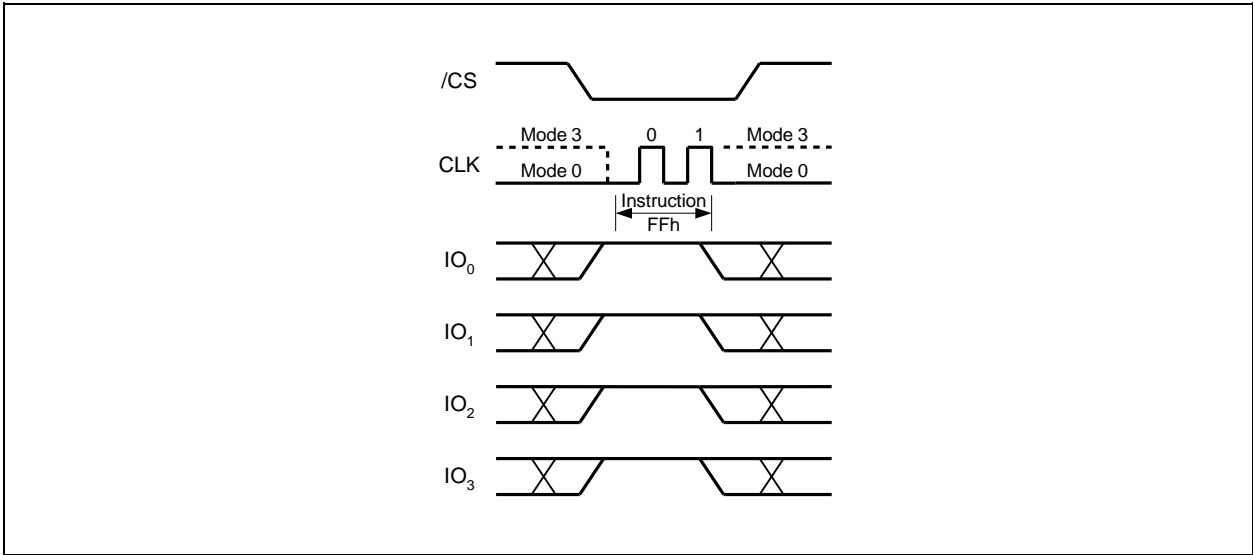 /CS
Mode 3 0 1 Mode 3
CLK
Mode 0 Mode 0
Instruction
FFh
IO0
IO1
IO2
IO3